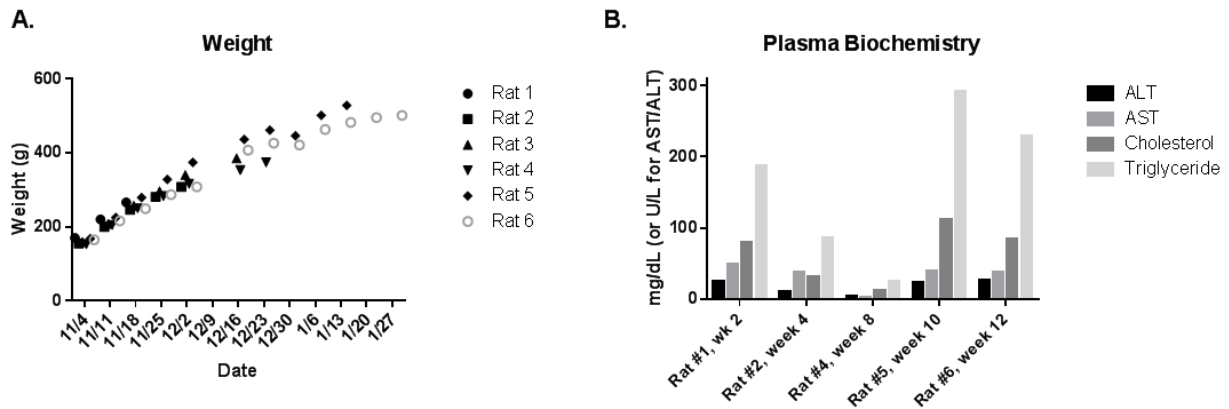 A.
Weight
Weight (g)
600
400
200
0
11/4
11/11
11/18
11/25
12/2
12/9
12/16
12/23
12/30
1/6
1/13
1/20
1/27
Date
Rat 1
Rat 2
Rat 3
Rat 4
Rat 5
Rat 6
B.
Plasma Biochemistry
mg/dL (or U/L for AST/ALT)
300
200
100
0
Rat #1, wk 2
Rat #2, week 4
Rat #4, week 8
Rat #5, week 10
Rat #6, week 12
ALT
AST
Cholesterol
Triglyceride